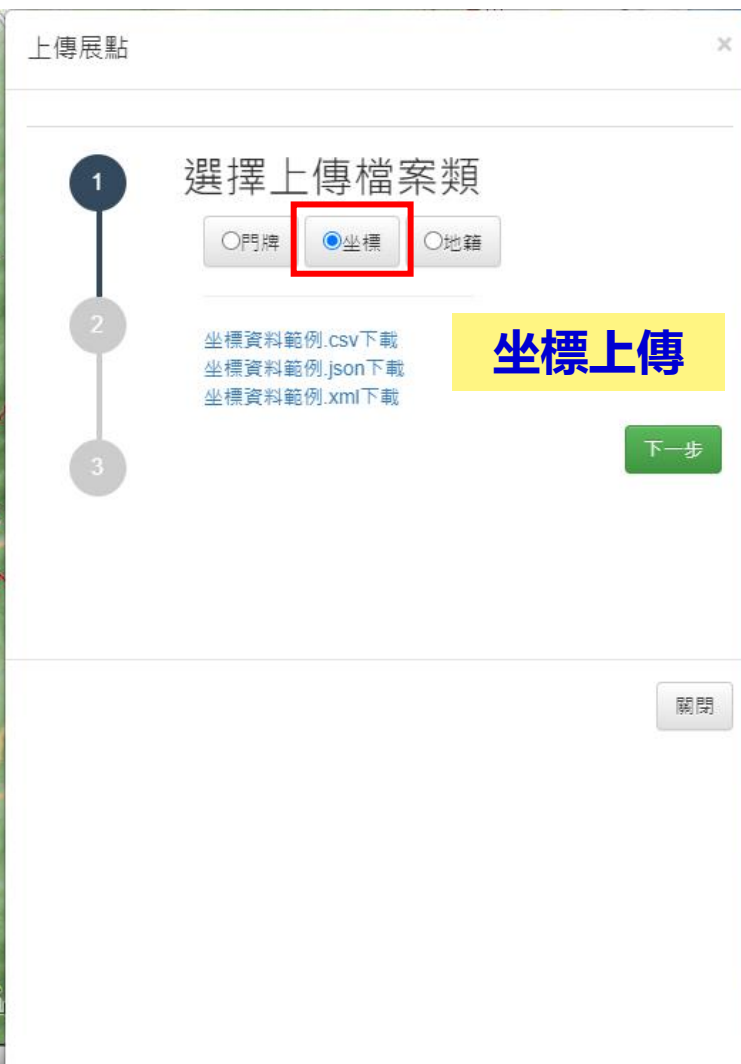 上傳展點
×
1
選擇上傳檔案類
門牌
坐標
地籍
2
坐標資料範例.csv下載
坐標資料範例.json下載
坐標資料範例.xml下載
坐標上傳
下一步
3
關閉